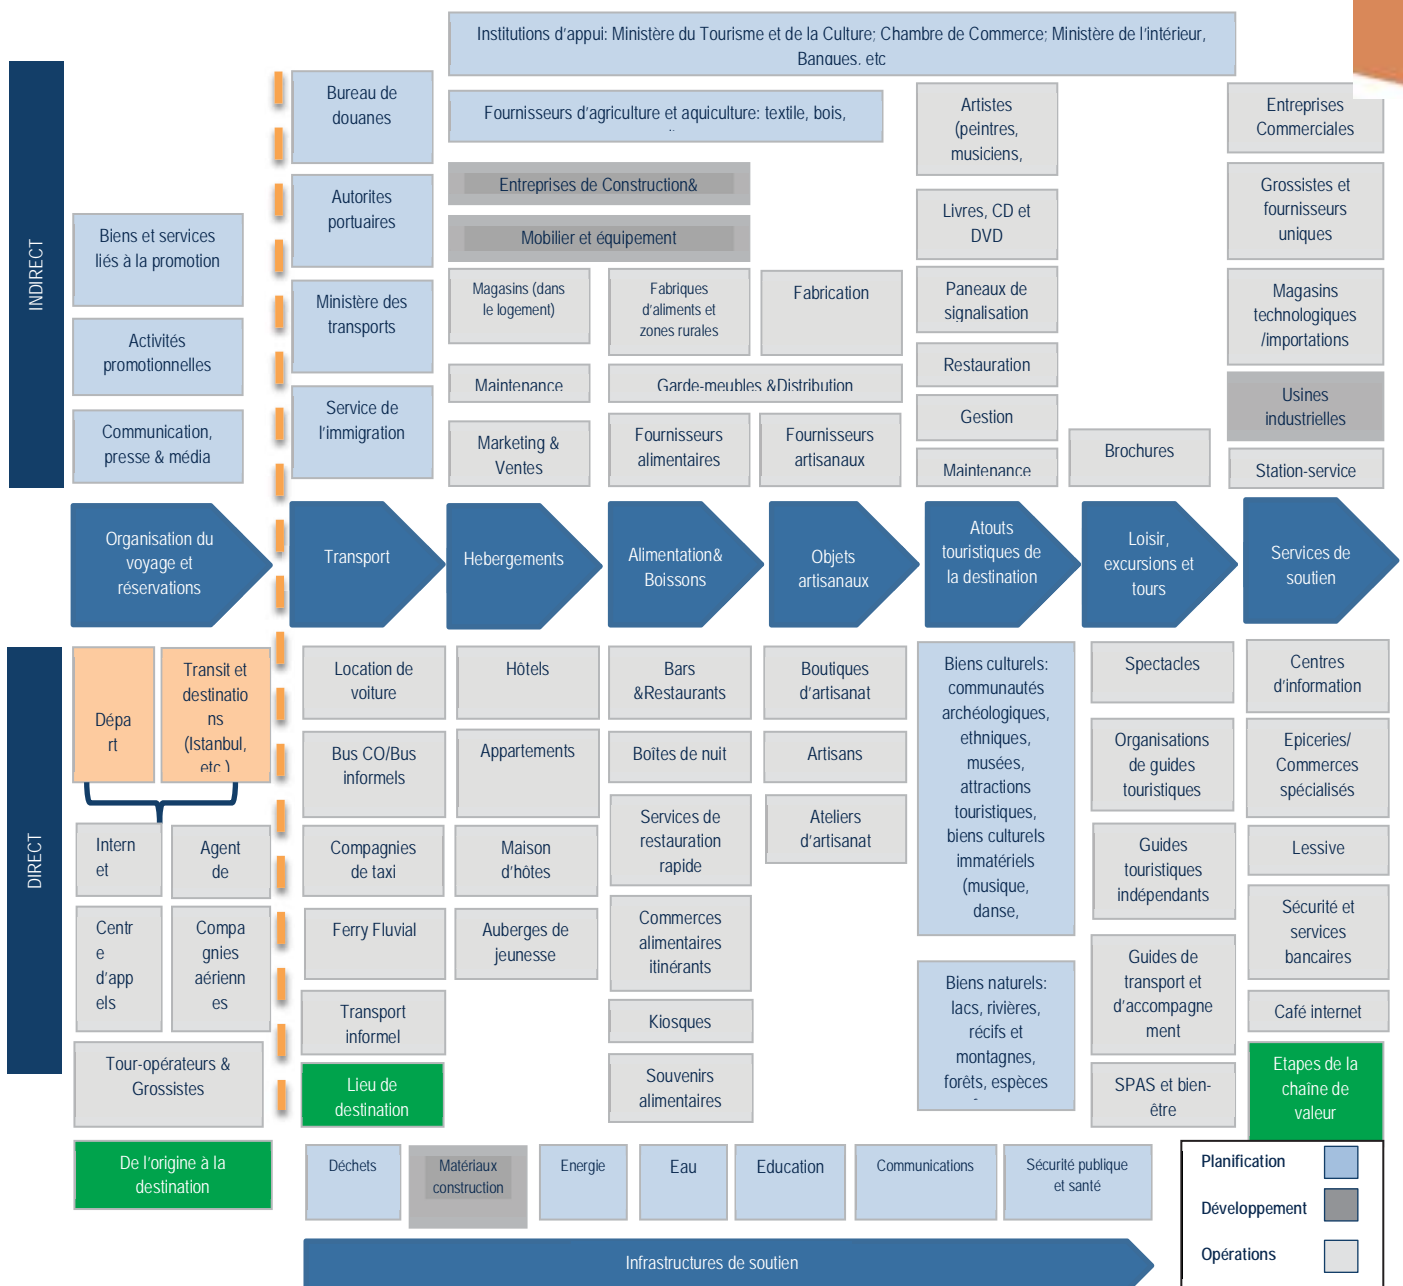 Institutions d'appui: Ministère du Tourisme et de la Culture; Chambre de Commerce; Ministère de l'intérieur,
Banques, etc
INDIRECT
Biens et services
liés à la promotion
Activités
promotionnelles
Communication,
presse & média
Bureau de
douanes
Autorites
portuaires
Ministère des
transports
Service de
l'immigration
Fournisseurs d'agriculture et aquiculture: textile, bois,
Entreprises de Construction&
Mobilier et équipement
Magasins (dans
le logement)
Maintenance
Marketing &
Ventes
Fabriques
d'aliments et
zones rurales
Fabrication
Garde-meubles &Distribution
Fournisseurs
alimentaires
Fournisseurs
artisanaux
Artistes
(peintres,
musiciens,
Livres, CD et
DVD
Paneaux de
signalisation
Restauration
Gestion
Maintenance
Brochures
Entreprises
Commerciales
Grossistes et
fournisseurs
uniques
Magasins
technologiques
/importations
Usines
industrielles
Station-service
Organisation du
voyage et
réservations
Transport
Hebergements
Alimentation&
Boissons
Objets
artisanaux
Atouts
touristiques de
la destination
Loisir,
excursions et
tours
Services de
soutien
DIRECT
Dépa
rt
Transit et
destinatio
ns
(Istanbul,
etc.)
Intern
et
Agent
de
Centr
e
d'app
els
Compa
gnies
aérienn
es
Tour-opérateurs &
Grossistes
De l'origine à la
destination
Location de
voiture
Bus CO/Bus
informels
Compagnies
de taxi
Ferry Fluvial
Transport
informel
Lieu de
destination
Hôtels
Appartements
Maison
d'hôtes
Auberges de
jeunesse
Bars
&Restaurants
Boîtes de nuit
Services de
restauration
rapide
Commerces
alimentaires
itinérants
Kiosques
Souvenirs
alimentaires
Boutiques
d'artisanat
Artisans
Ateliers
d'artisanat
Biens culturels:
communautés
archéologiques,
ethniques,
musées,
attractions
touristiques,
biens culturels
immatériels
(musique,
danse,
Biens naturels:
lacs, rivières,
récifs et
montagnes,
forêts, espèces
Spectacles
Organisations
de guides
touristiques
Guides
touristiques
indépendants
Guides de
transport et
d'accompagne
ment
SPAS et bien-
être
Centres
d'information
Epiceries/
Commerces
spécialisés
Lessive
Sécurité et
services
bancaires
Café internet
Etapes de la
chaîne de
valeur
Déchets
Matériaux
construction
Energie
Eau
Education
Communications
Sécurité publique
et santé
Infrastructures de soutien
Planification
Développement
Opérations